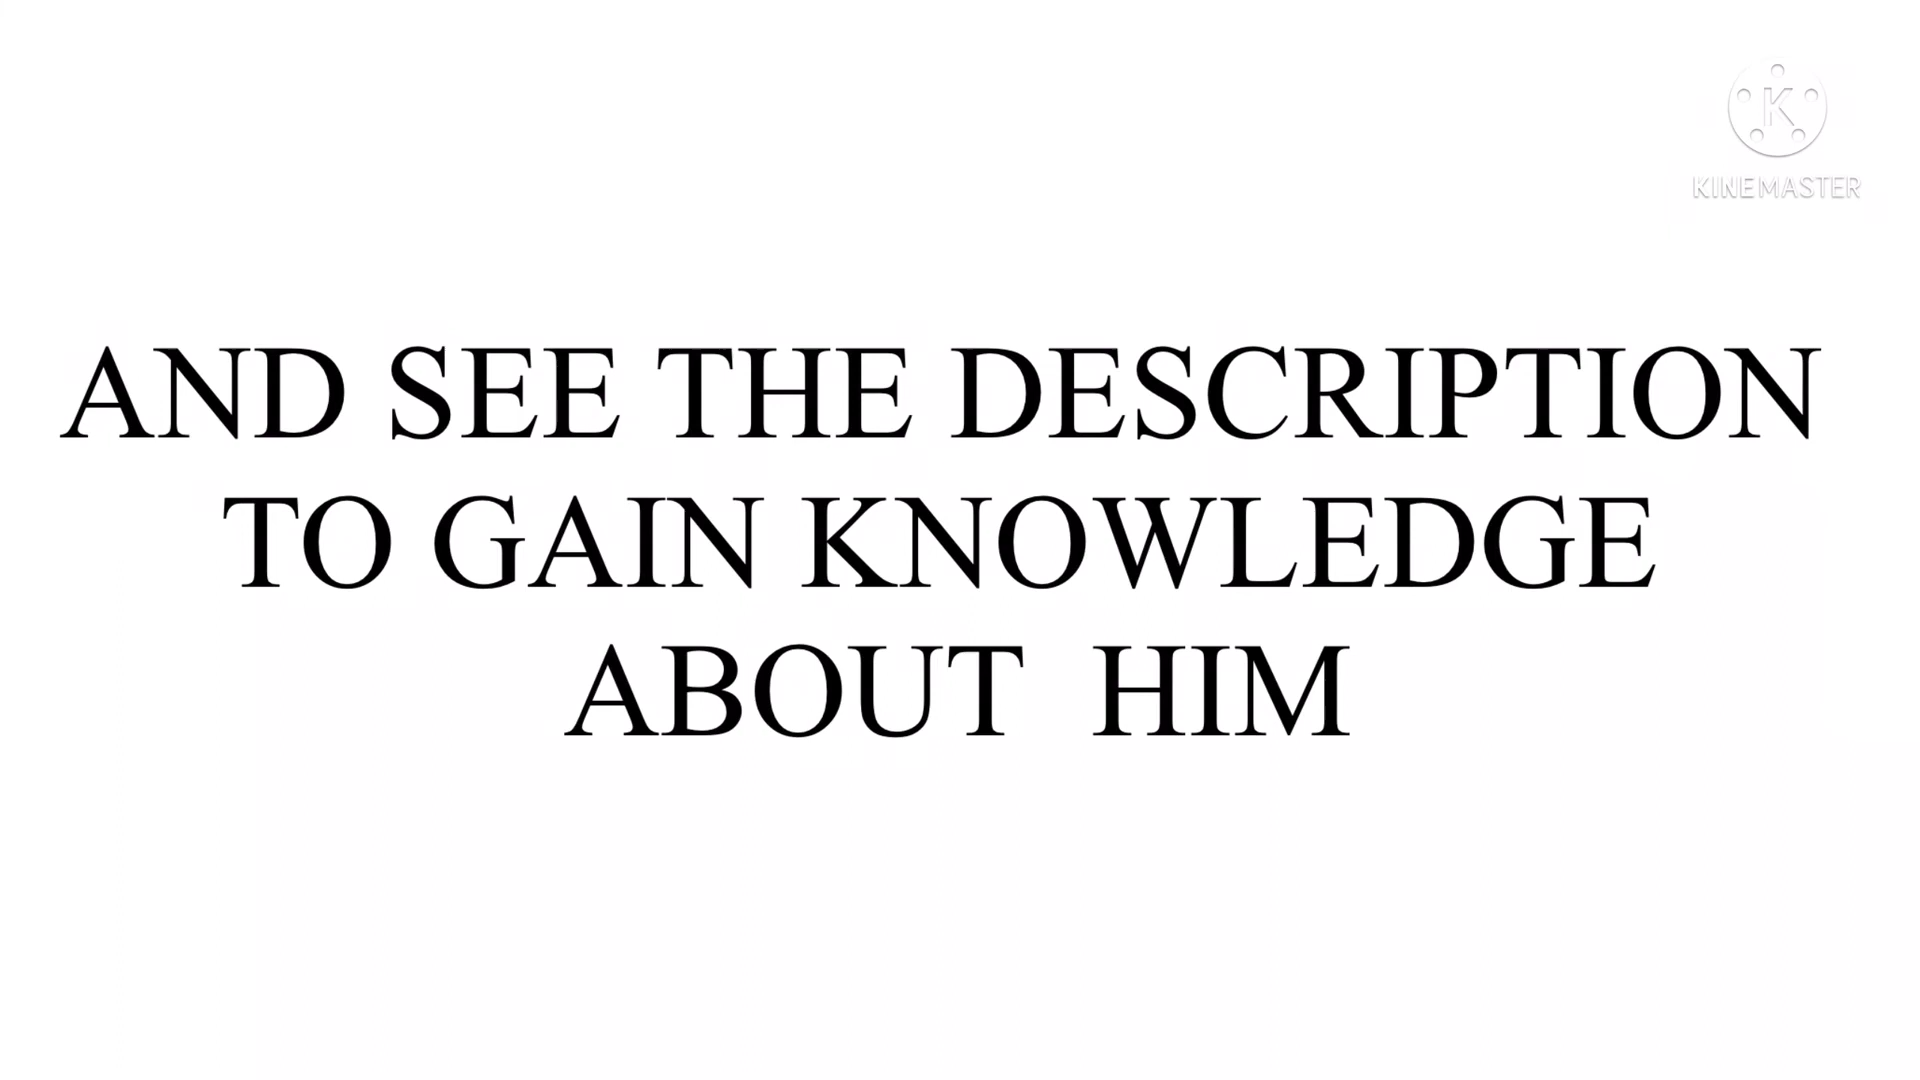 K
KINEMASTER
AND SEE THE DESCRIPTION
TO GAIN KNOWLEDGE
ABOUT  HIM